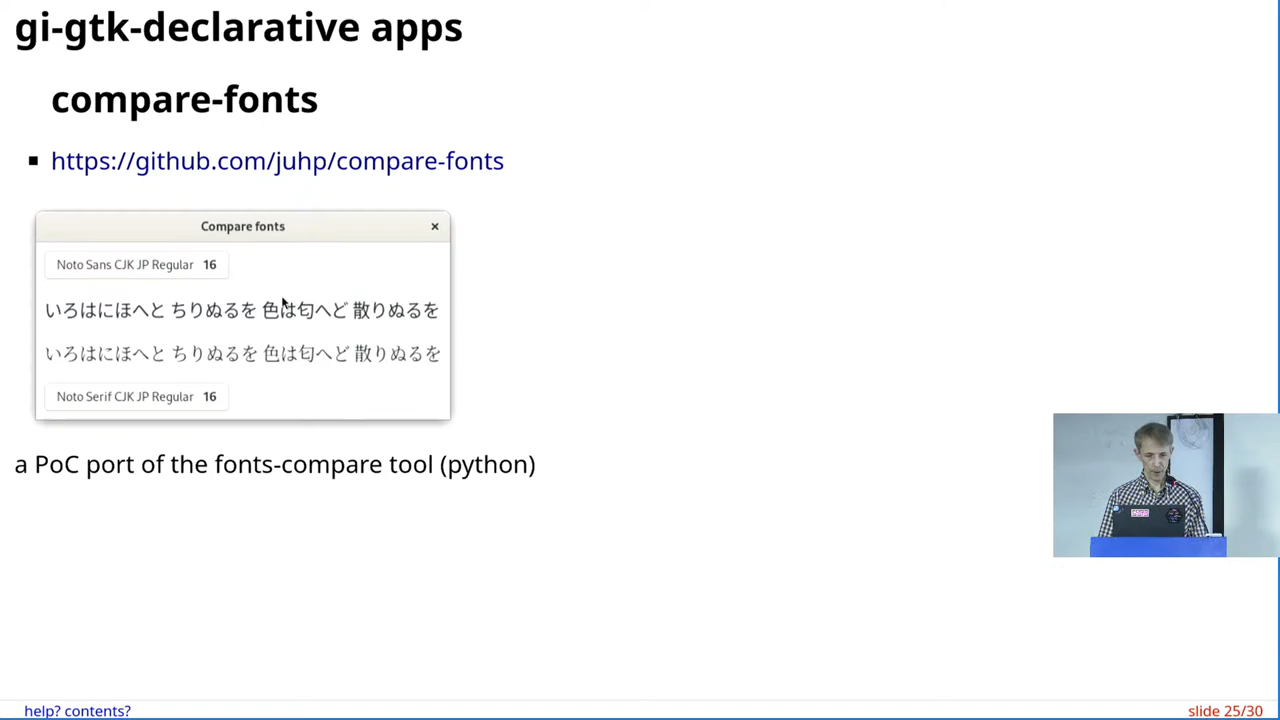 gi-gtk-declarative apps
compare-fonts
https://github.com/juhp/compare-fonts
Compare fonts
Noto Sans CJK JP Regular 16
いろはにほへと ちりぬるを 色は匂へど 散りぬるを
いろはにほへと ちりぬるを 色は匂へど 散りぬるを
Noto Serif CJK JP Regular 16
a PoC port of the fonts-compare tool (python)
help? contents?
slide 25/30